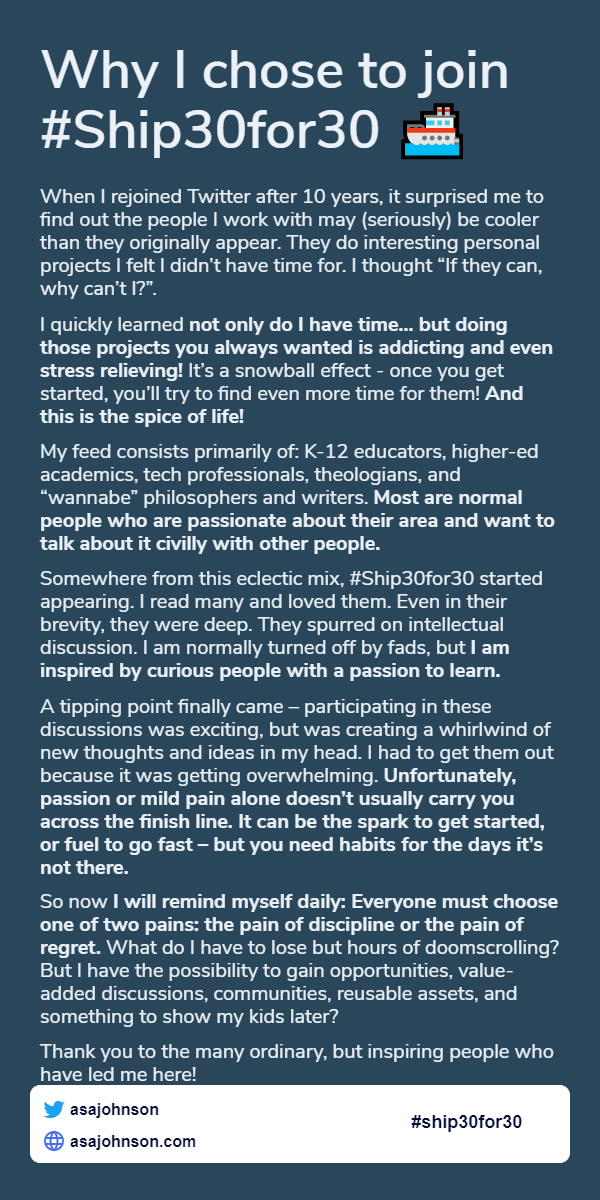 Why I chose to join
#Ship30for30
When I rejoined Twitter after 10 years, it surprised me to
find out the people I work with may (seriously) be cooler
than they originally appear. They do interesting personal
projects I felt I didn’t have time for. I thought “If they can,
why can’t I?”.
I quickly learned not only do I have time... but doing
those projects you always wanted is addicting and even
stress relieving! It’s a snowball effect - once you get
started, you’ll try to find even more time for them! And
this is the spice of life!
My feed consists primarily of: K-12 educators, higher-ed
academics, tech professionals, theologians, and
“wannabe” philosophers and writers. Most are normal
people who are passionate about their area and want to
talk about it civilly with other people.
Somewhere from this eclectic mix, #Ship30for30 started
appearing. I read many and loved them. Even in their
brevity, they were deep. They spurred on intellectual
discussion. I am normally turned off by fads, but I am
inspired by curious people with a passion to learn.
A tipping point finally came – participating in these
discussions was exciting, but was creating a whirlwind of
new thoughts and ideas in my head. I had to get them out
because it was getting overwhelming. Unfortunately,
passion or mild pain alone doesn’t usually carry you
across the finish line. It can be the spark to get started,
or fuel to go fast – but you need habits for the days it’s
not there.
So now I will remind myself daily: Everyone must choose
one of two pains: the pain of discipline or the pain of
regret. What do I have to lose but hours of doomscrolling?
But I have the possibility to gain opportunities, value-
added discussions, communities, reusable assets, and
something to show my kids later?
Thank you to the many ordinary, but inspiring people who
have led me here!
asajohnson
asajohnson.com
#ship30for30